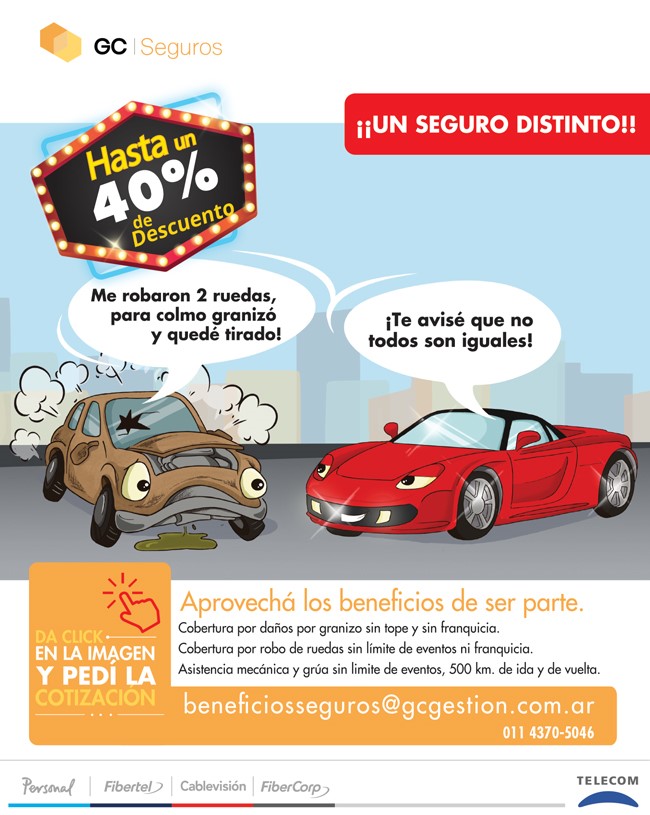 GC | Seguros
¡¡UN SEGURO DISTINTO!!
Hasta un
40%
de
Descuento
Me robaron 2 ruedas,
para colmo granizó
y quedé tirado!
¡Te avisé que no
todos son iguales!
DA CLICK
EN LA IMAGEN
Y PEDÍ LA
COTIZACIÓN
Aprovechá los beneficios de ser parte.
Cobertura por daños por granizo sin tope y sin franquicia.
Cobertura por robo de ruedas sin límite de eventos ni franquicia.
Asistencia mecánica y grúa sin limite de eventos, 500 km. de ida y de vuelta.
beneficiosseguros@gcgestion.com.ar
011 4370-5046
Personal | Fibertel | Cablevisión | FiberCorp
TELECOM